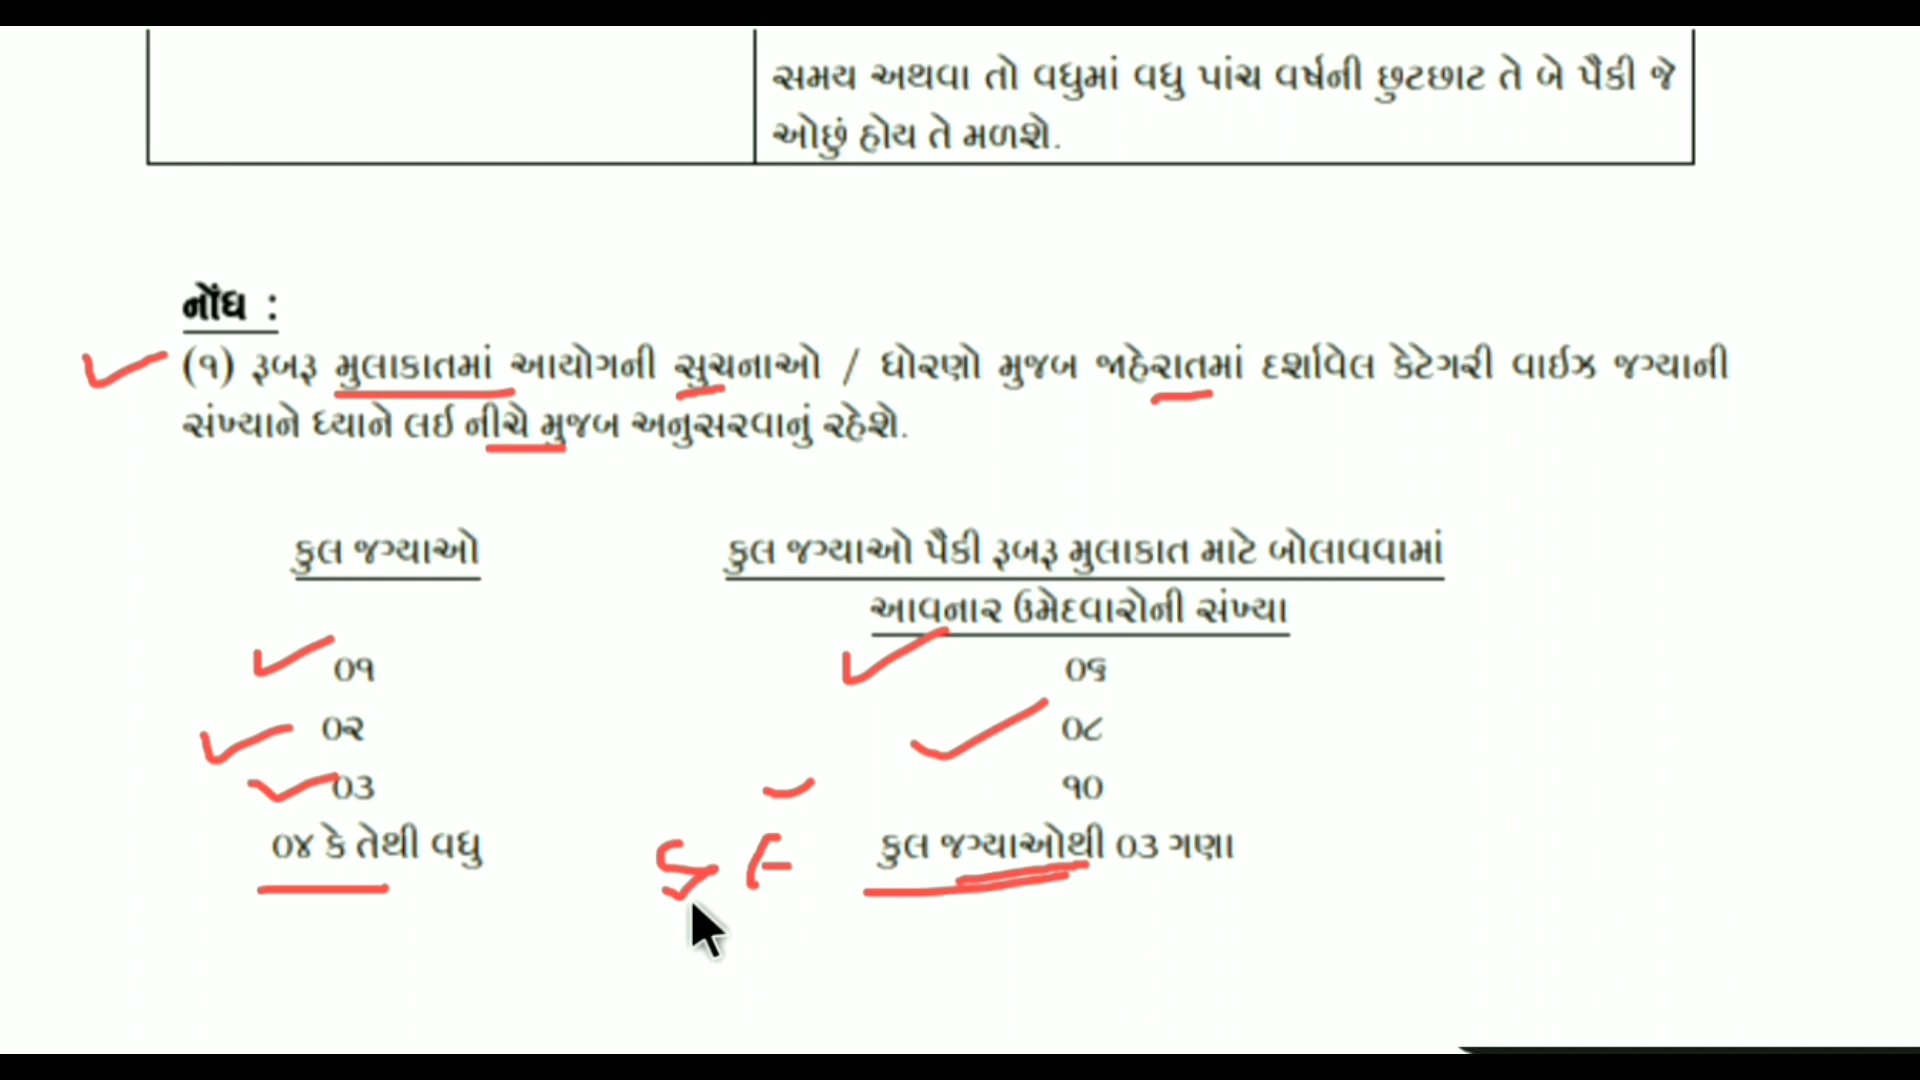 સમય અથવા તો વધુમાં વધુ પાંચ વર્ષની છુટછાટ તે બે પૈકી જે
ઓછું હોય તે મળશે.
નોંધ :
(૧) રૂબરૂ મુલાકાતમાં આયોગની સુચનાઓ / ધોરણો મુજબ જાહેરાતમાં દર્શાવેલ કેટેગરી વાઈઝ જગ્યાની
સંખ્યાને ધ્યાને લઈ નીચે મુજબ અનુસરવાનું રહેશે.
કુલ જગ્યાઓ
કુલ જગ્યાઓ પૈકી રૂબરૂ મુલાકાત માટે બોલાવવામાં
આવનાર ઉમેદવારોની સંખ્યા
૦૧ ૦૬
૦૨ ૦૮
૦૩ ૧૦
૦૪ કે તેથી વધુ કુલ જગ્યાઓથી ૦૩ ગણા